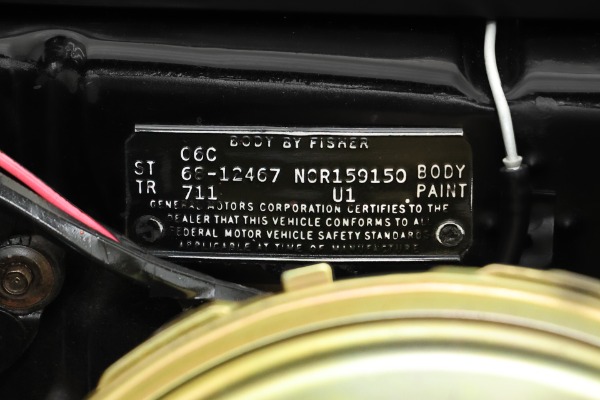 BODY BY FISHER
C6C
ST 68-12467 NOR159150 BODY
TR 711 U1 PAINT
GENERAL MOTORS CORPORATION CERTIFIES TO THE
DEALER THAT THIS VEHICLE CONFORMS TO ALL
FEDERAL MOTOR VEHICLE SAFETY STANDARDS
APPLICABLE AT TIME OF MANUFACTURE